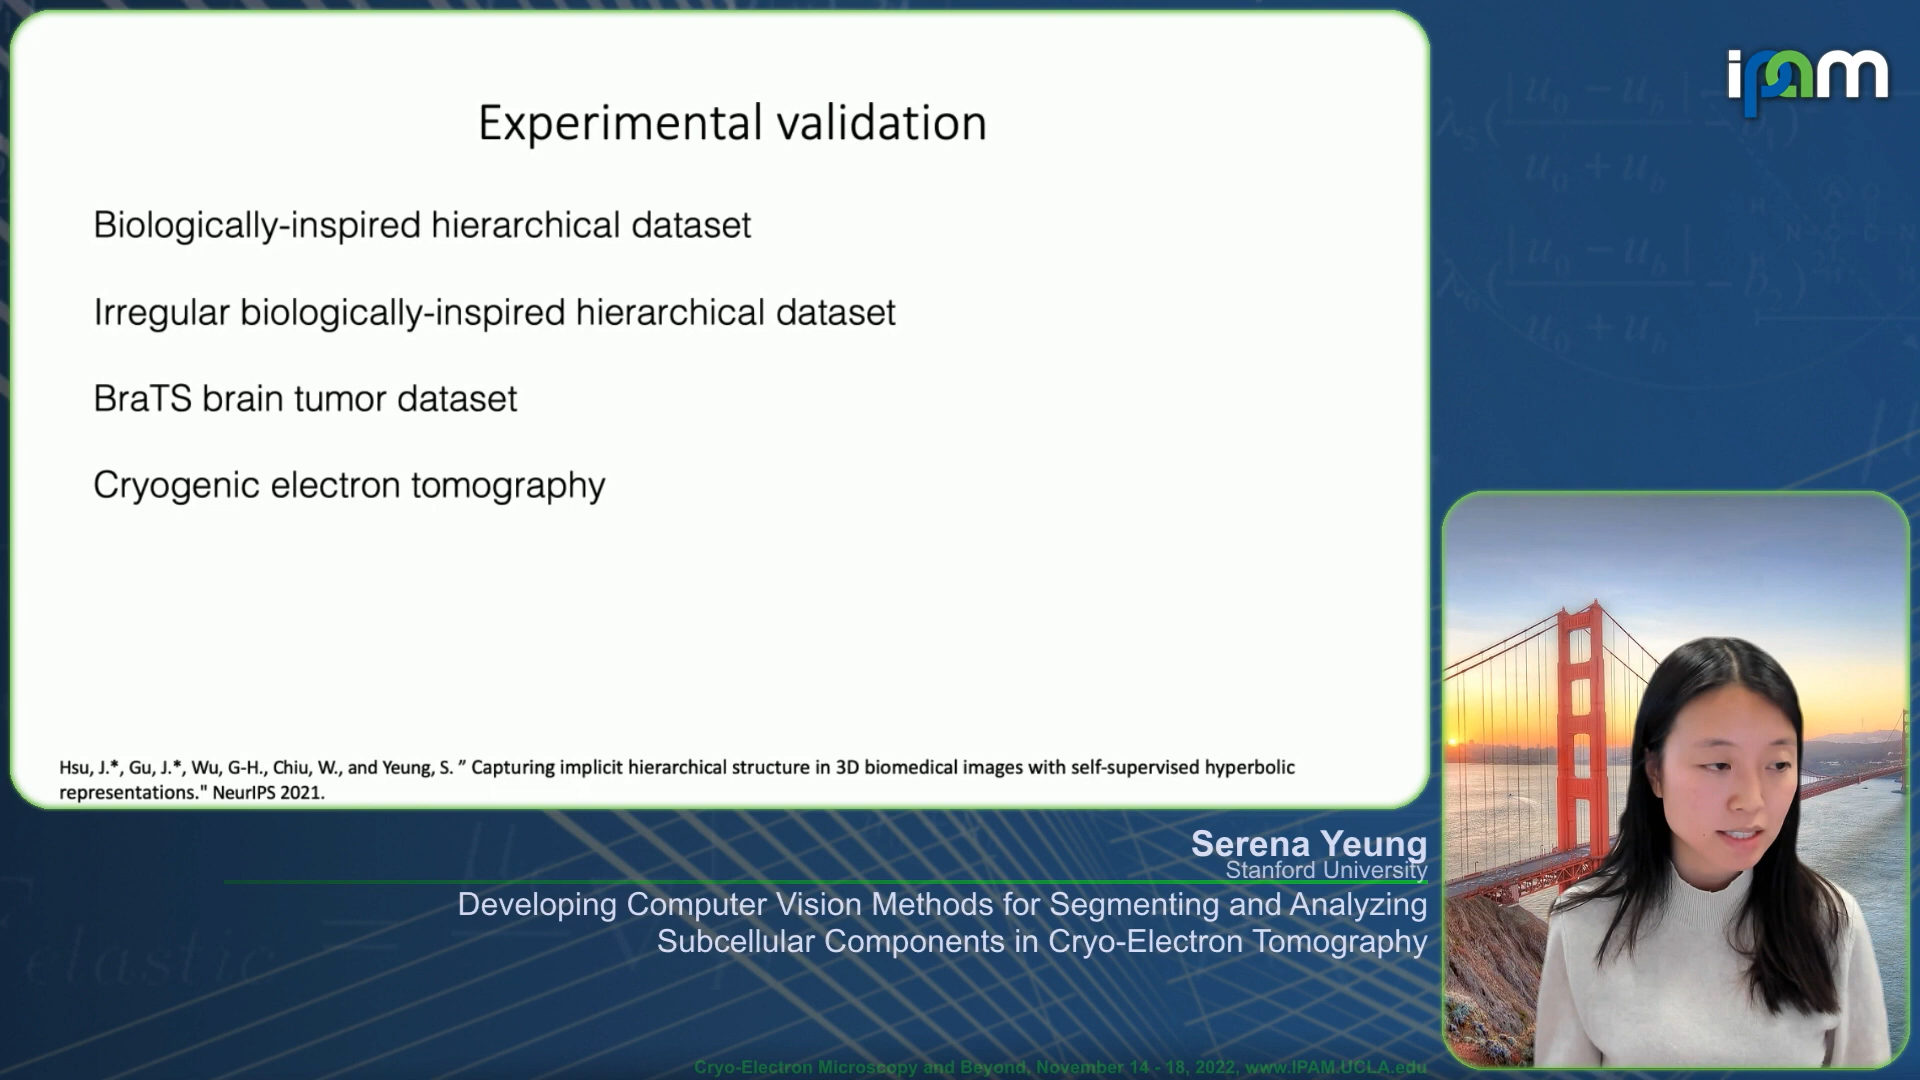 ipam
Experimental validation
Biologically-inspired hierarchical dataset
Irregular biologically-inspired hierarchical dataset
BraTS brain tumor dataset
Cryogenic electron tomography
Hsu, J.*, Gu, J.*, Wu, G-H., Chiu, W., and Yeung, S. ” Capturing implicit hierarchical structure in 3D biomedical images with self-supervised hyperbolic
representations." NeurIPS 2021.
Serena Yeung
Stanford University
Developing Computer Vision Methods for Segmenting and Analyzing
Subcellular Components in Cryo-Electron Tomography
elastic
Cryo-Electron Microscopy and Beyond, November 14 - 18, 2022, www.IPAM.UCLA.edu